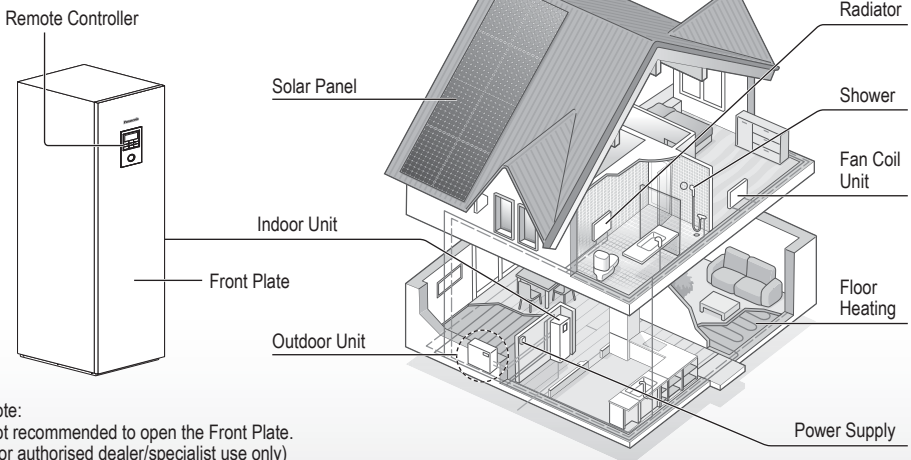 Remote Controller
Panasonic
Front Plate
Solar Panel
Indoor Unit
Outdoor Unit
Radiator
Shower
Fan Coil
Unit
Floor
Heating
Power Supply
ote:
ot recommended to open the Front Plate.
or authorised dealer/specialist use only)